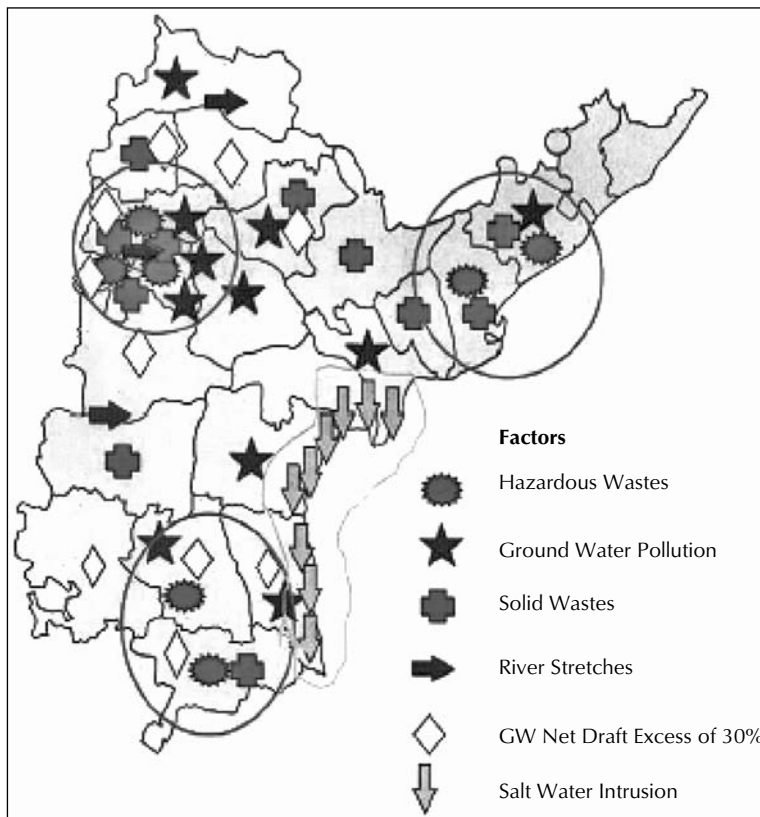 Factors
Hazardous Wastes
Ground Water Pollution
Solid Wastes
River Stretches
GW Net Draft Excess of 30%
Salt Water Intrusion